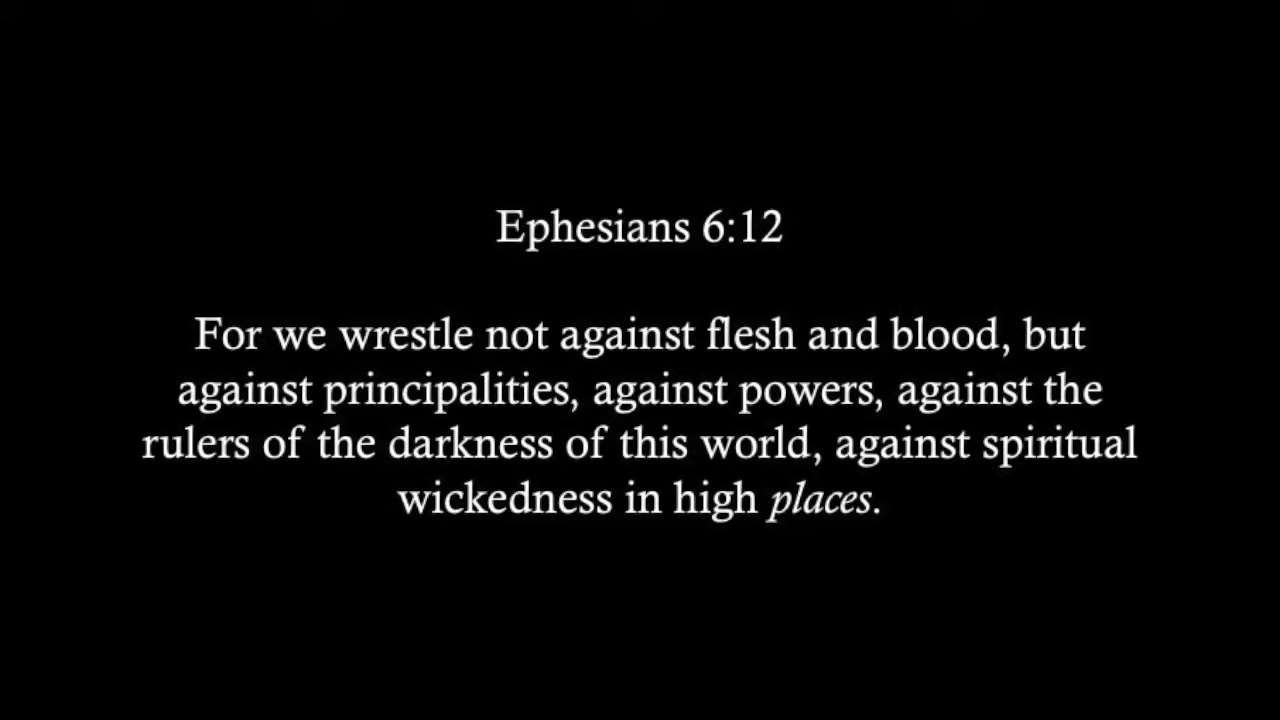 Ephesians 6:12
For we wrestle not against flesh and blood, but
against principalities, against powers, against the
rulers of the darkness of this world, against spiritual
wickedness in high places.